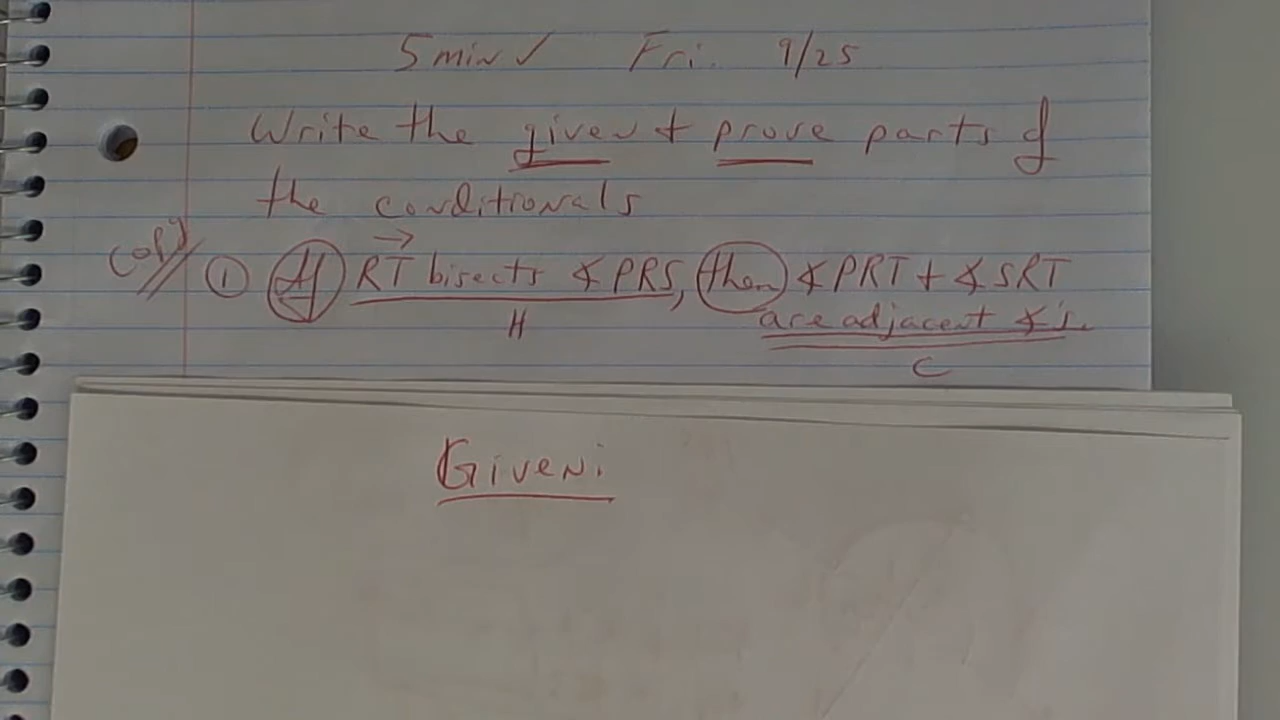 5 min ✓ Fri. 9/25
Write the given + prove parts of
the conditionals
copy // ① If RT bisects ∡PRS, then ∡PRT + ∡SRT
are adjacent ∡'s.
H
C
Given: